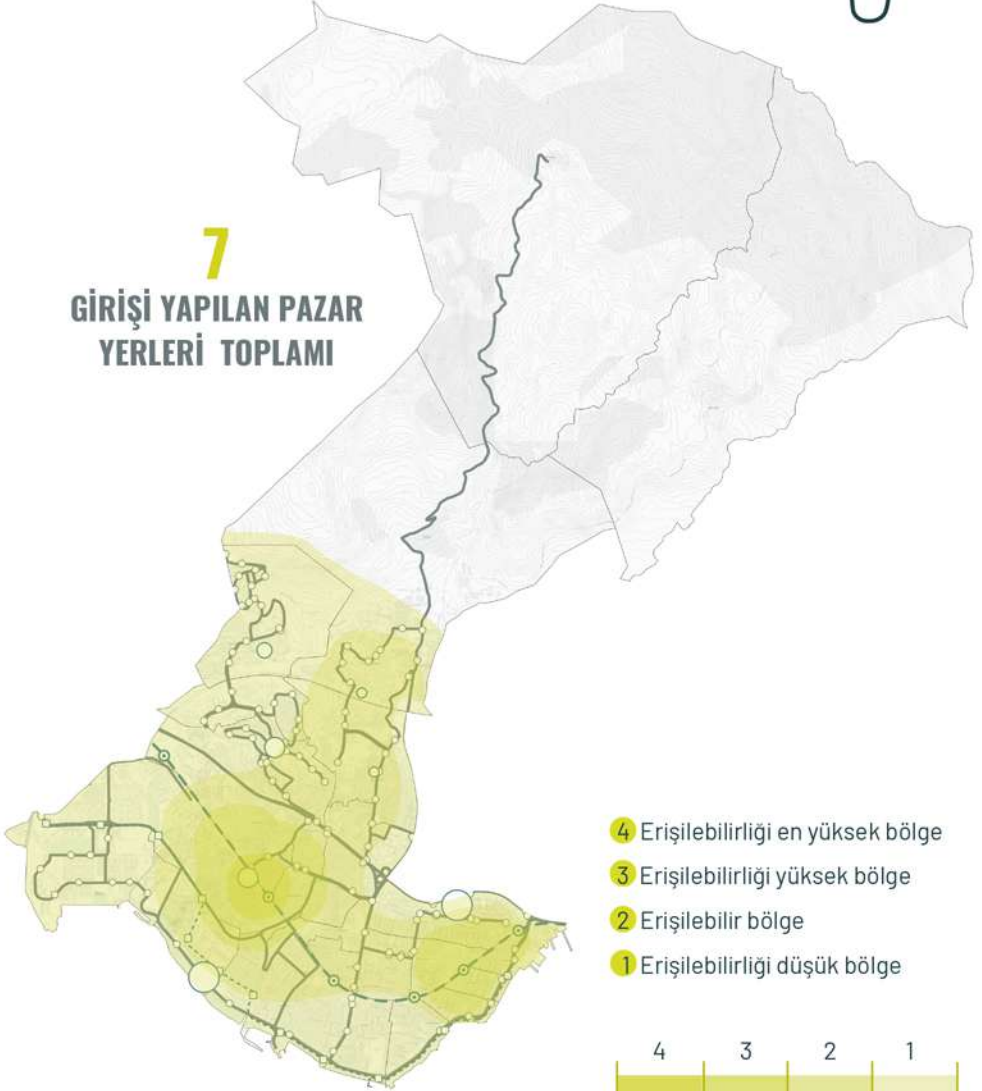 7
GİRİŞİ YAPILAN PAZAR
YERLERİ TOPLAMI
4 Erişilebilirliği en yüksek bölge
3 Erişilebilirliği yüksek bölge
2 Erişilebilir bölge
1 Erişilebilirliği düşük bölge
4 3 2 1